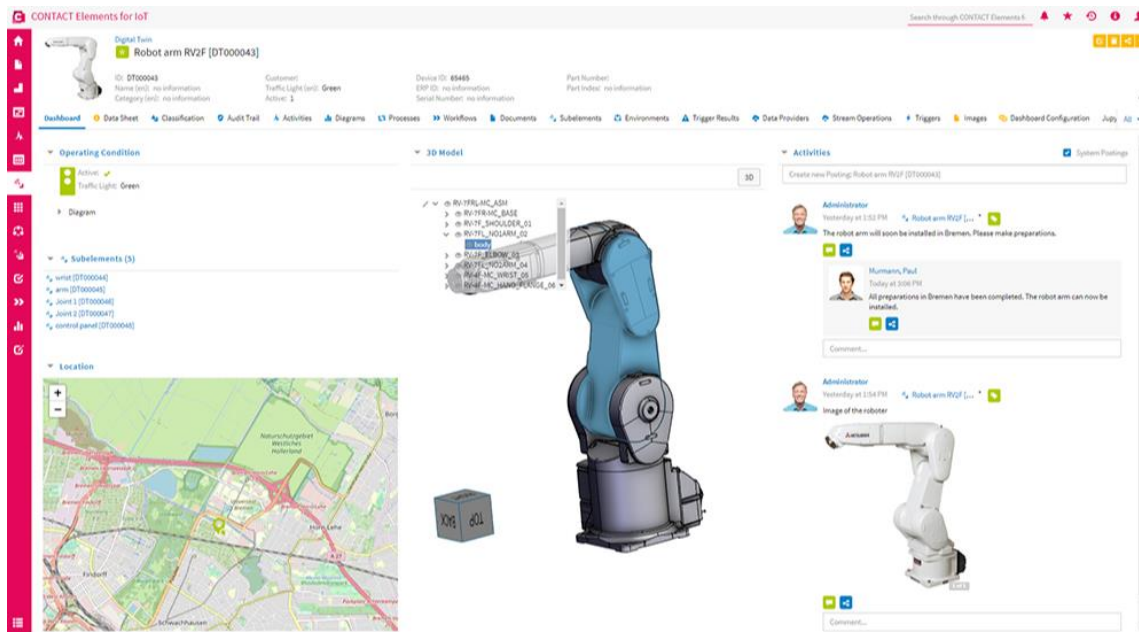 CONTACT Elements for IoT
Search through CONTACT Elements f
Digital Twin
Robot arm RV2F [DT000043]
ID: DT000043
Name (en): no information
Category (en): no information
Customer:
Traffic Light (en): Green
Active: 1
Device ID: 65465
ERP ID: no information
Serial Number: no information
Part Number:
Part Index: no information
Dashboard Data Sheet Classification Audit Trail Activities Diagrams Processes Workflows Documents Subelements Environments Trigger Results Data Providers Stream Operations Triggers Images Dashboard Configuration Jupy All
Operating Condition
Active:
Traffic Light: Green
Diagram
Subelements (5)
wrist [DT000044]
arm [DT000045]
Joint 1 [DT000046]
Joint 2 [DT000047]
control panel [DT000048]
Location
+
−
Naturschutzgebiet
Westliches
Hollerland
Universität
Bremen
Horn-Lehe
A 27
Findorff
Schwachhausen
3D Model
3D
RV-7FRL-MC_ASM
RV-7FR-MC_BASE
RV-7F_SHOULDER_01
RV-7FL_NO1ARM_02
body
RV-7F_ELBOW_03
RV-7FL_NO2ARM_04
RV-4F-MC_WRIST_05
RV-4F-MC_HAND_FLANGE_06
FRONT
BACK
TOP
Activities
System Postings
Create new Posting: Robot arm RV2F [DT000043]
Administrator
Yesterday at 1:52 PM Robot arm RV2F [...
The robot arm will soon be installed in Bremen. Please make preparations.
Murmann, Paul
Today at 3:06 PM
All preparations in Bremen have been completed. The robot arm can now be
installed.
Comment...
Administrator
Yesterday at 1:54 PM Robot arm RV2F [...
Image of the roboter
MITSUBISHI
Comment...